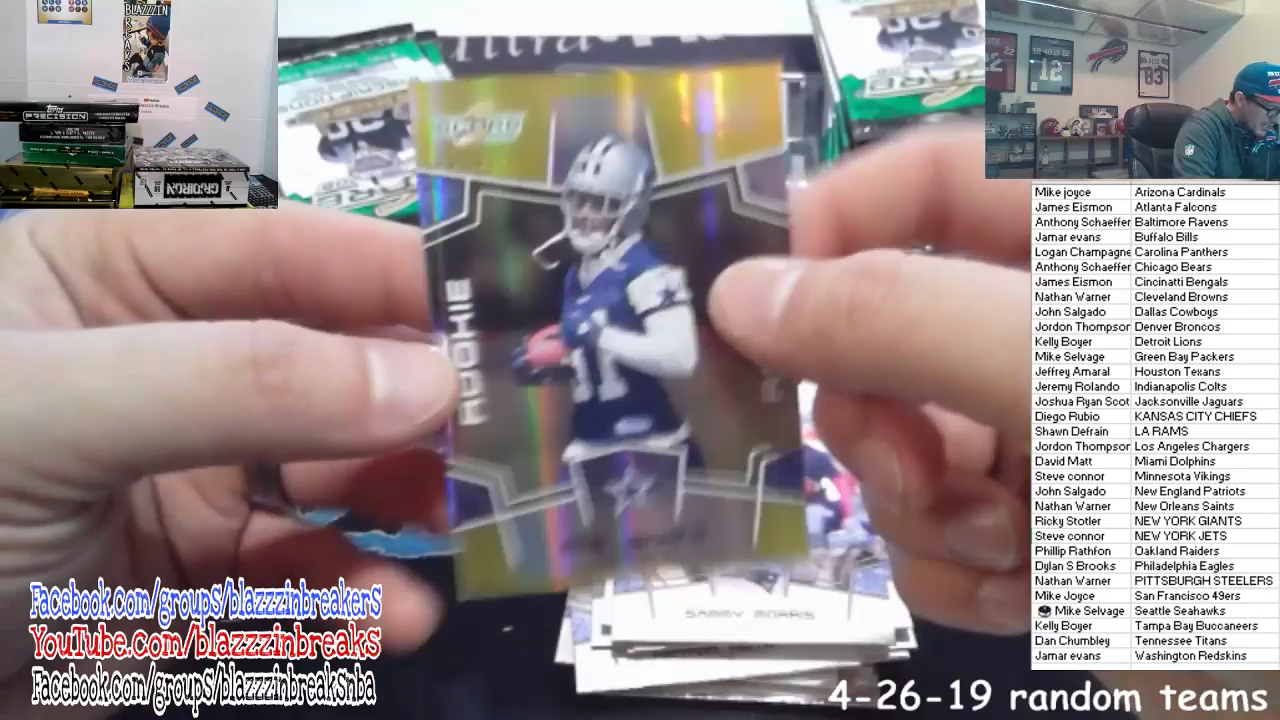 BLAZZZIN
BREAKS
TOPPS
PRECISION
GRIDIRON
ROOKIE
SAMMY MORRIS
12
83
Mike joyce Arizona Cardinals
James Eismon Atlanta Falcons
Anthony Schaeffer Baltimore Ravens
Jamar evans Buffalo Bills
Logan Champagne Carolina Panthers
Anthony Schaeffer Chicago Bears
James Eismon Cincinatti Bengals
Nathan Warner Cleveland Browns
John Salgado Dallas Cowboys
Jordon Thompson Denver Broncos
Kelly Boyer Detroit Lions
Mike Selvage Green Bay Packers
Jeffrey Amaral Houston Texans
Jeremy Rolando Indianapolis Colts
Joshua Ryan Scot Jacksonville Jaguars
Diego Rubio KANSAS CITY CHIEFS
Shawn Defrain LA RAMS
Jordon Thompson Los Angeles Chargers
David Matt Miami Dolphins
Steve connor Minnesota Vikings
John Salgado New England Patriots
Nathan Warner New Orleans Saints
Ricky Stotler NEW YORK GIANTS
Steve connor NEW YORK JETS
Phillip Rathfon Oakland Raiders
Dylan S Brooks Philadelphia Eagles
Nathan Warner PITTSBURGH STEELERS
Mike Joyce San Francisco 49ers
Mike Selvage Seattle Seahawks
Kelly Boyer Tampa Bay Buccaneers
Dan Chumbley Tennessee Titans
Jamar evans Washington Redskins
Facebook.com/groups/blazzzinbreakers
YouTube.com/blazzzinbreaks
Facebook.com/groups/blazzzinbreaksnba
4-26-19 random teams